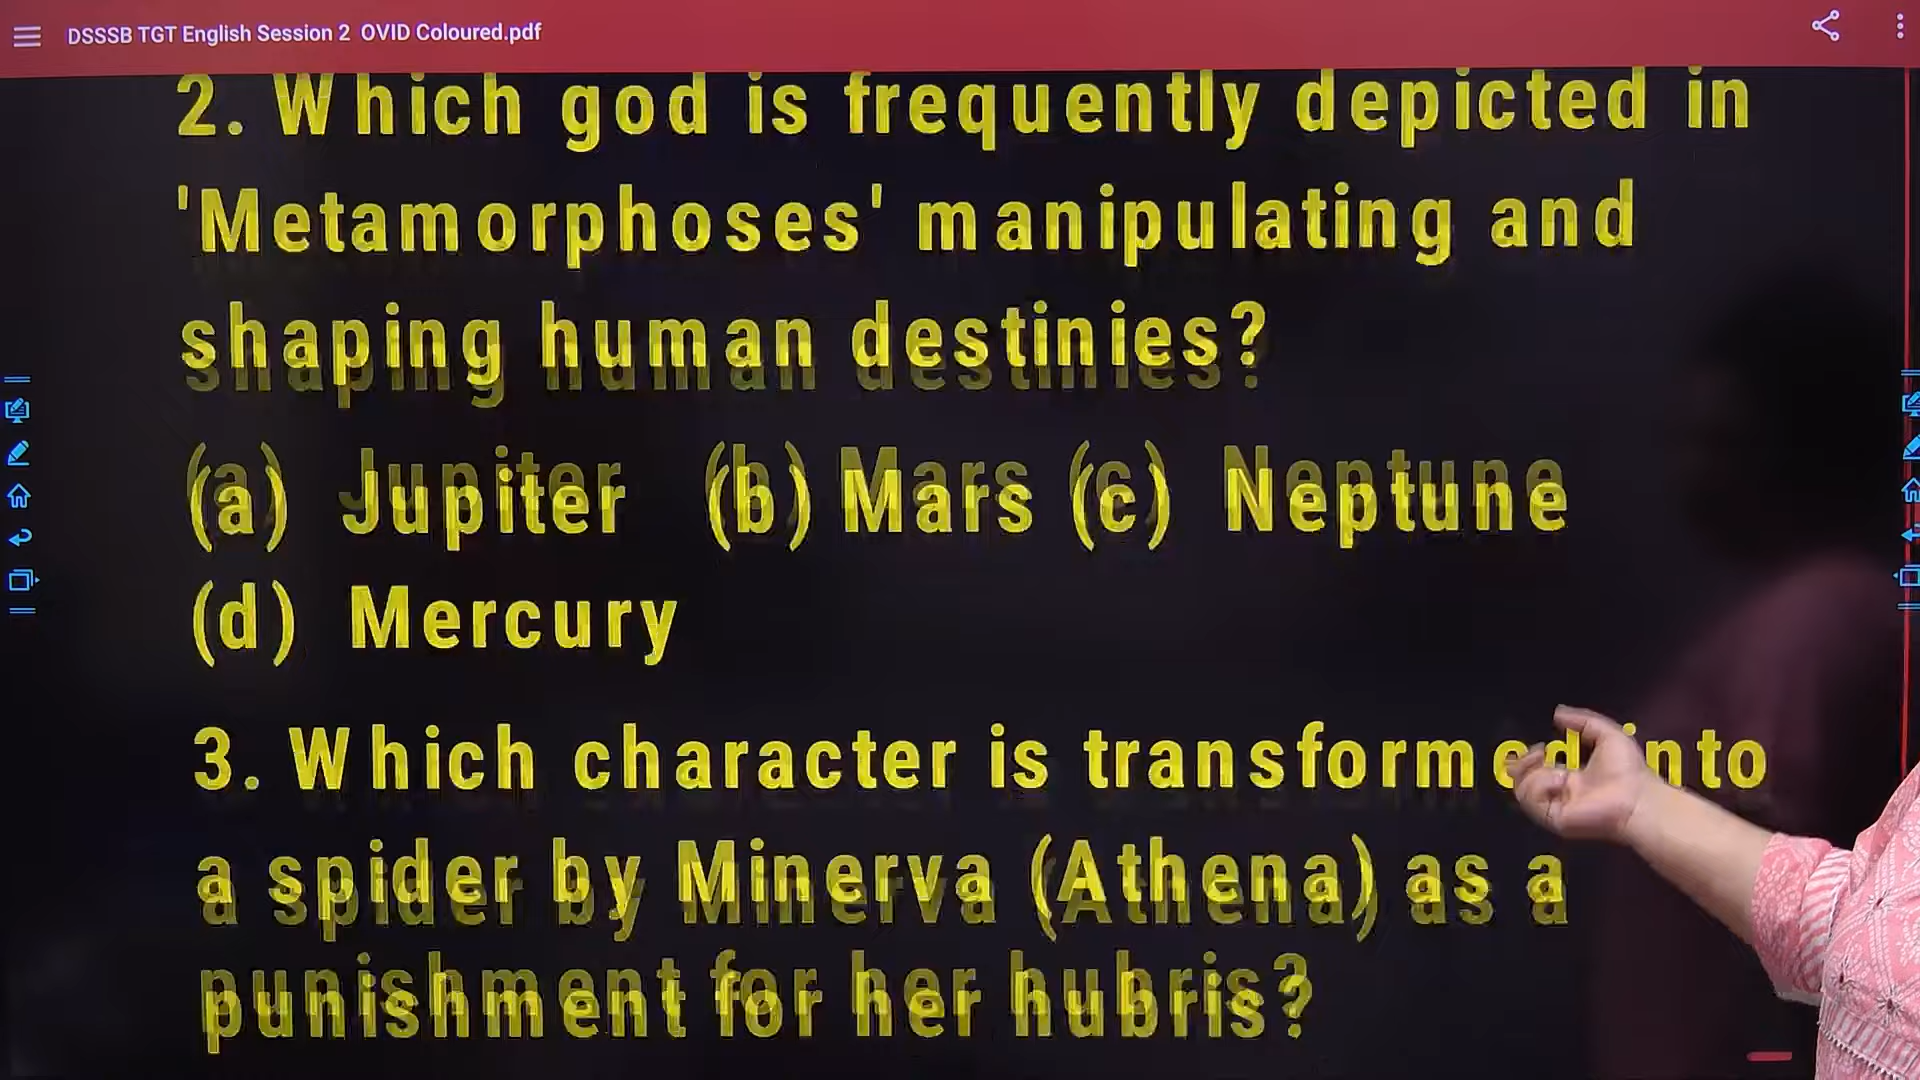 DSSSB TGT English Session 2 OVID Coloured.pdf
2. Which god is frequently depicted in
'Metamorphoses' manipulating and
shaping human destinies?
(a) Jupiter (b) Mars (c) Neptune
(d) Mercury
3. Which character is transformed into
a spider by Minerva (Athena) as a
punishment for her hubris?